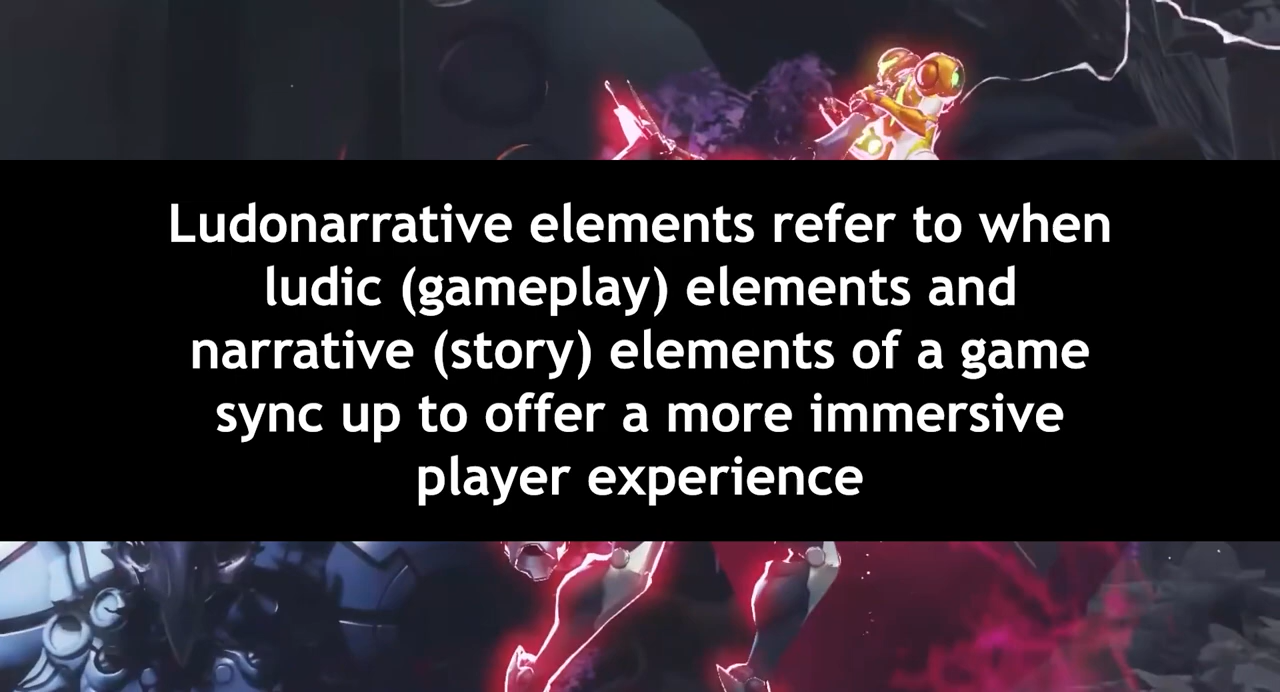 Ludonarrative elements refer to when
ludic (gameplay) elements and
narrative (story) elements of a game
sync up to offer a more immersive
player experience